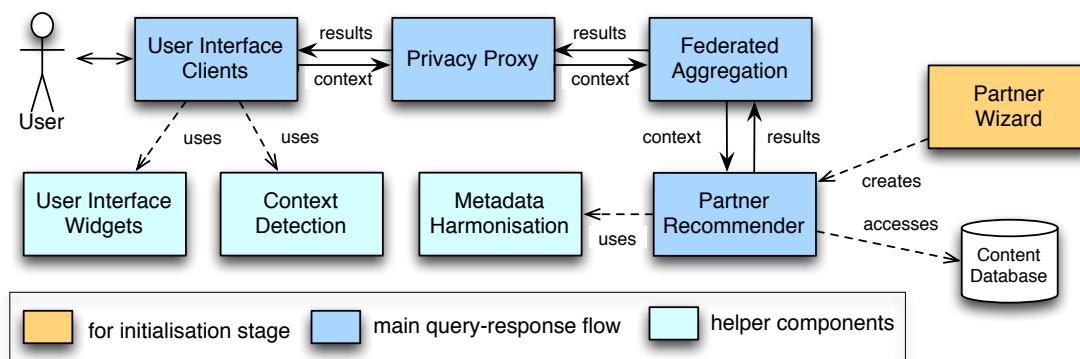 User Interface
Clients
results
context
Privacy Proxy
results
context
Federated
Aggregation
Partner
Wizard
User
uses
uses
context
results
creates
User Interface
Widgets
Context
Detection
Metadata
Harmonisation
uses
Partner
Recommender
accesses
Content
Database
for initialisation stage
main query-response flow
helper components